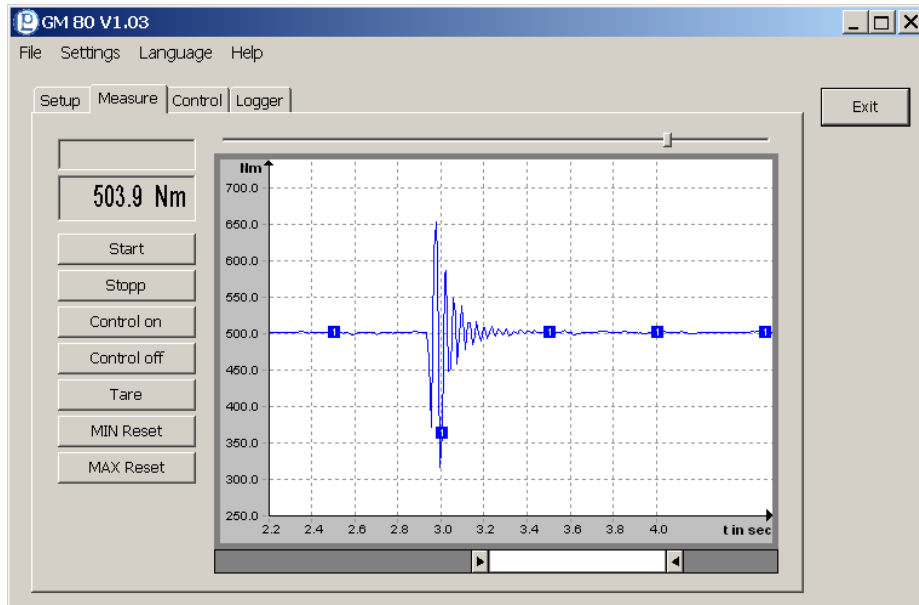 GM 80 V1.03
File Settings Language Help
Setup Measure Control Logger
Exit
503.9 Nm
Start
Stopp
Control on
Control off
Tare
MIN Reset
MAX Reset
Nm
700.0
650.0
600.0
550.0
500.0
450.0
400.0
350.0
300.0
250.0
1
1
1
1
1
2.2 2.4 2.6 2.8 3.0 3.2 3.4 3.6 3.8 4.0 t in sec